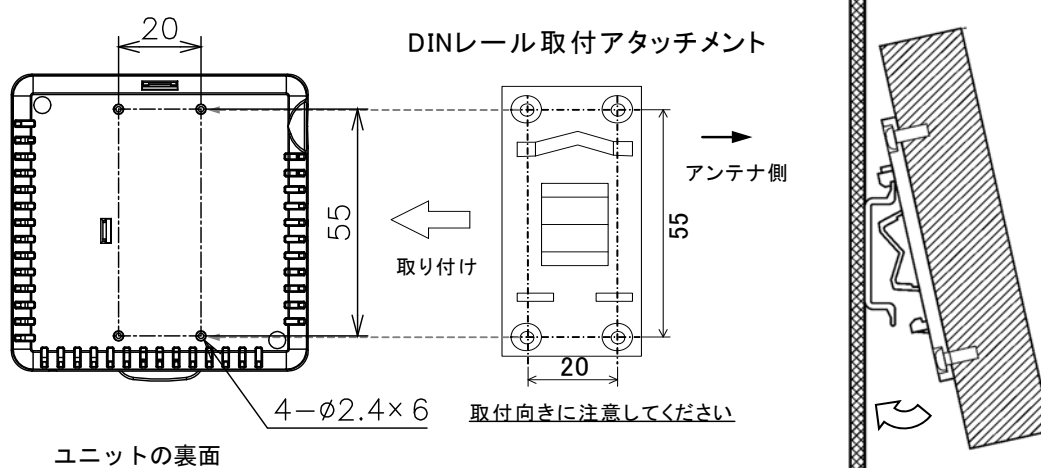 20
DINレール取付アタッチメント
アンテナ側
55
55
取り付け
20
4-φ2.4×6
取付向きに注意してください
ユニットの裏面